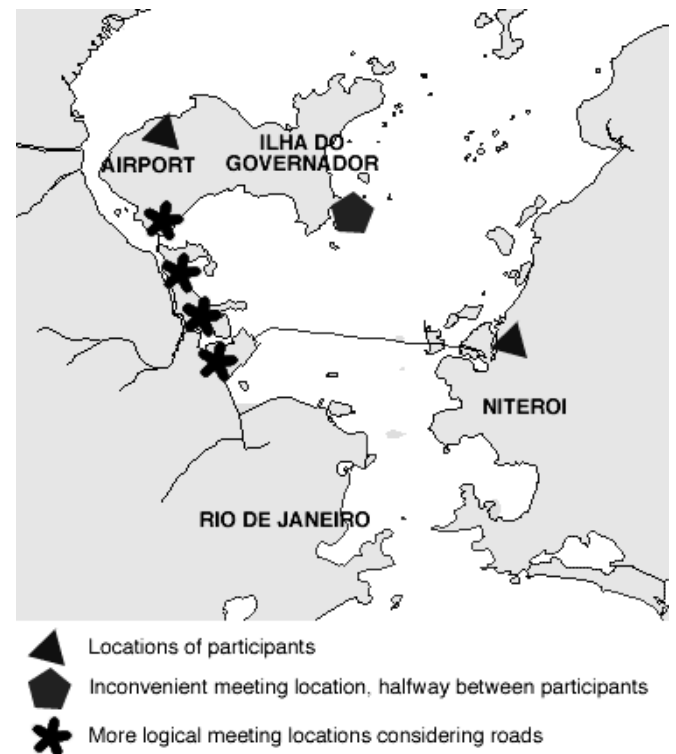 ILHA DO
AIRPORT GOVERNADOR
NITEROI
RIO DE JANEIRO
Locations of participants
Inconvenient meeting location, halfway between participants
More logical meeting locations considering roads